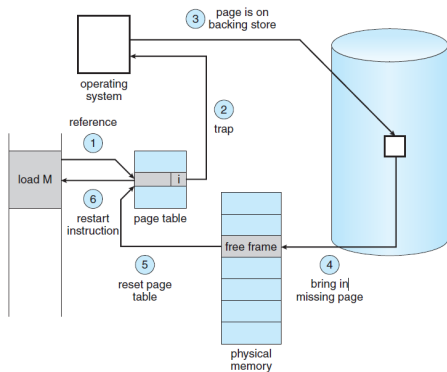 3
page is on
backing store
operating
system
2
trap
reference
1
load M
i
6
page table
restart
instruction
free frame
5
reset page
table
4
bring in
missing page
physical
memory